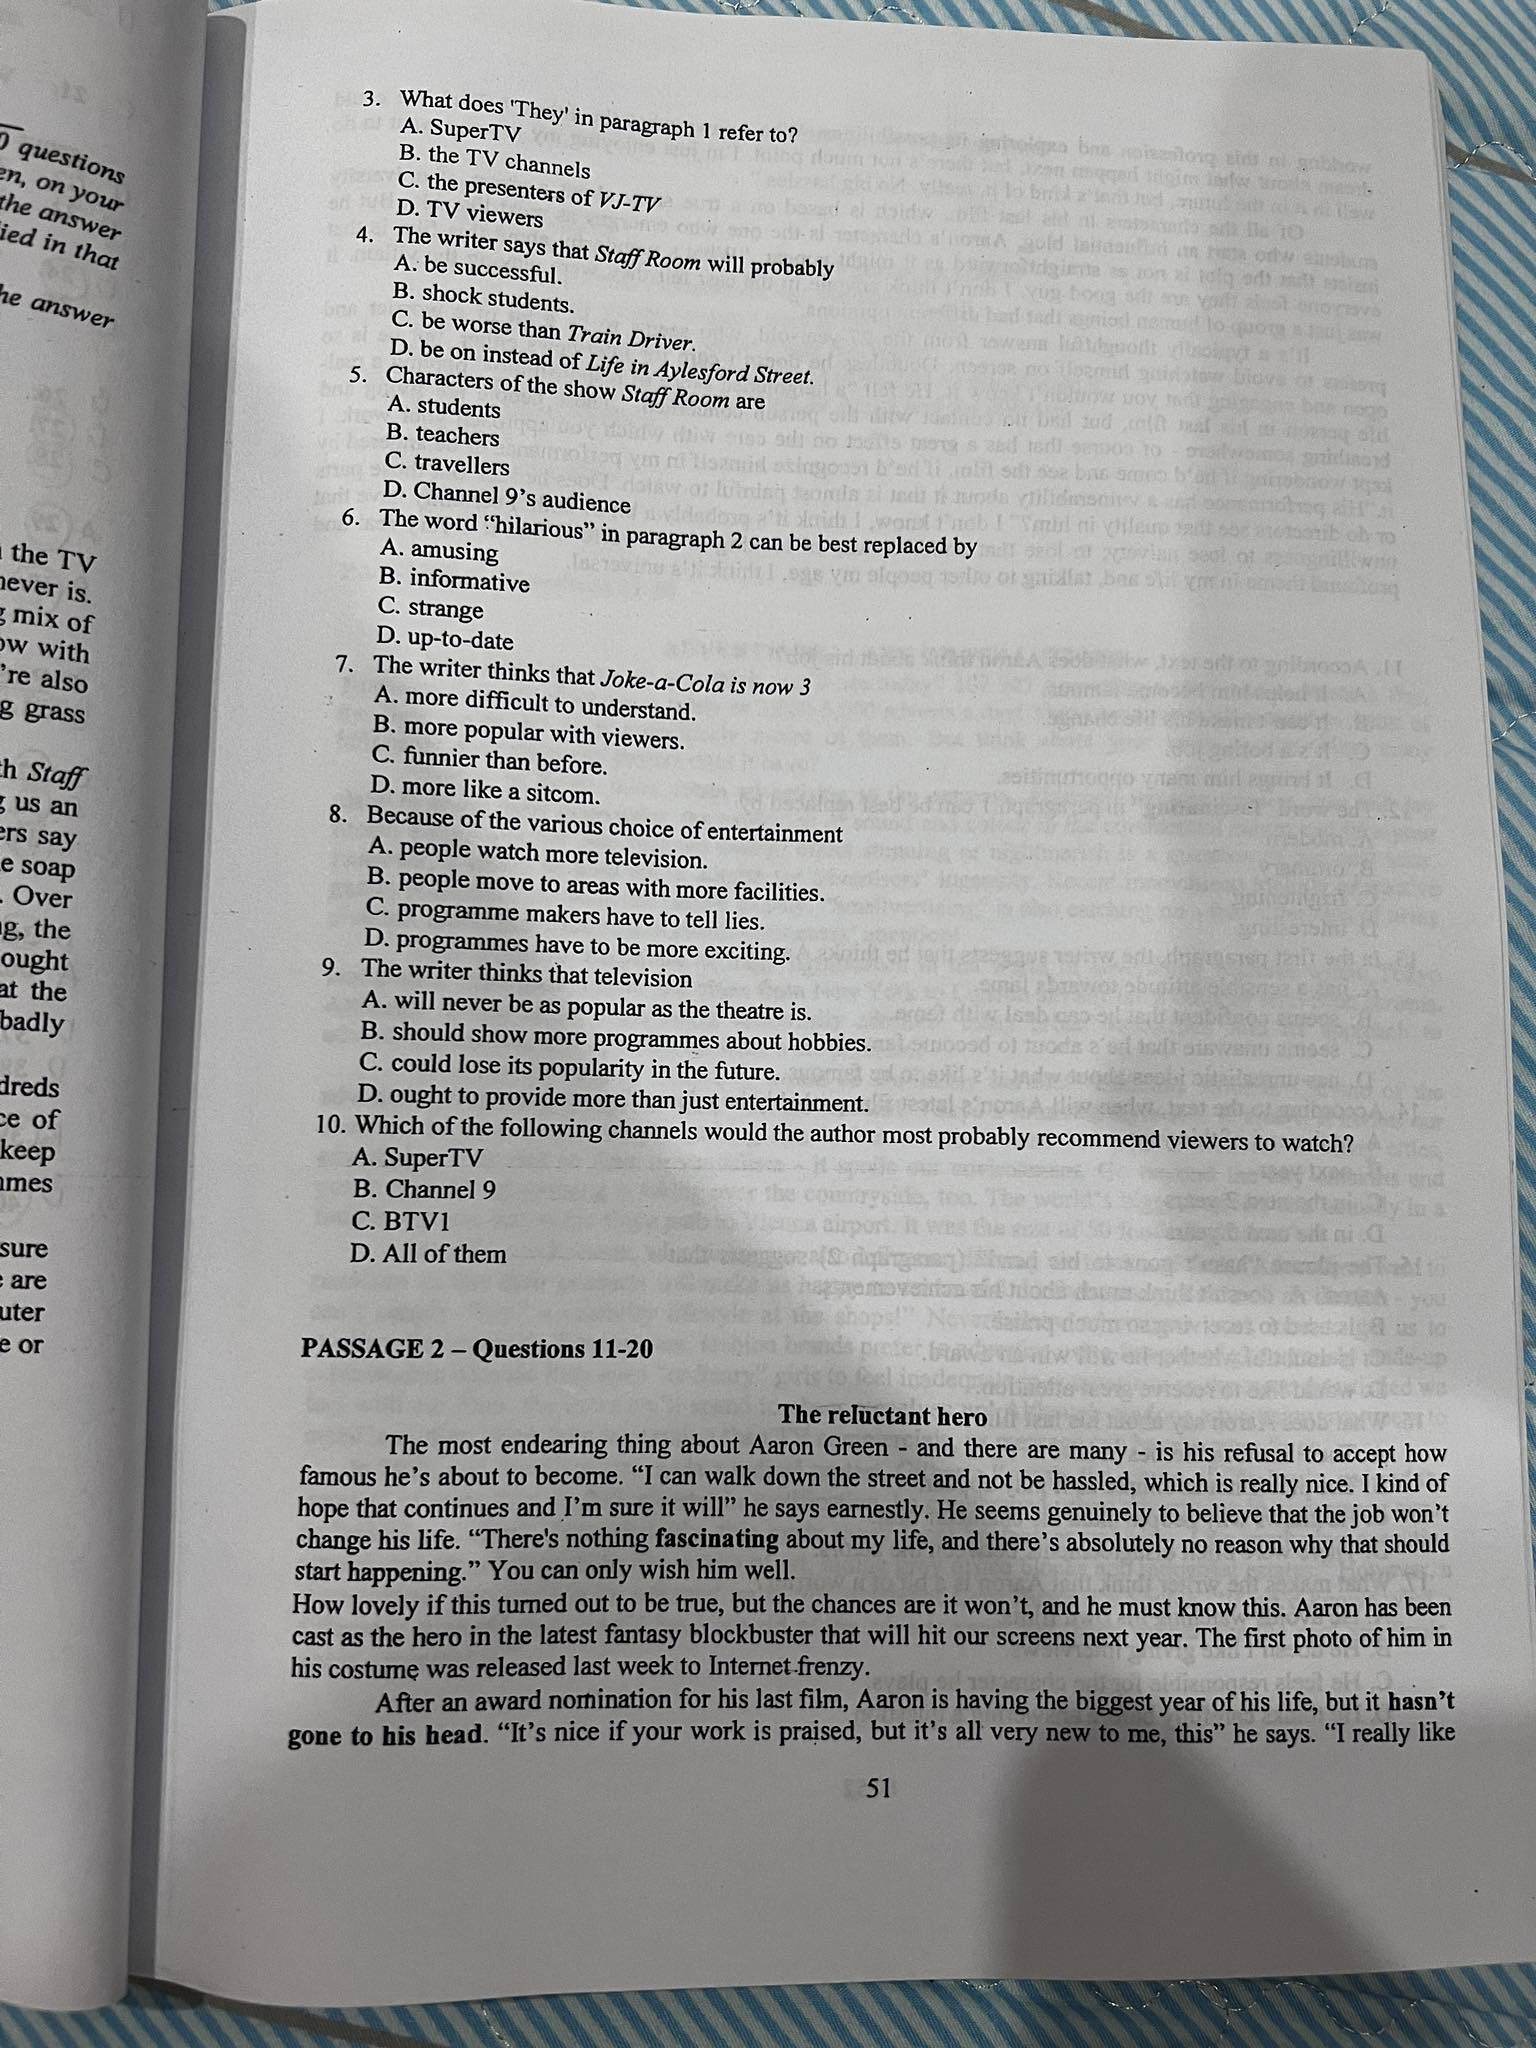 0 questions
en, on your
the answer
ied in that
he answer
the TV
never is.
g mix of
ow with
're also
g grass
th Staff
g us an
ers say
e soap
. Over
ng, the
ought
at the
badly
dreds
ce of
keep
mmes
sure
e are
uter
e or
3. What does 'They' in paragraph 1 refer to?
A. SuperTV
B. the TV channels
C. the presenters of VJ-TV
D. TV viewers
4. The writer says that Staff Room will probably
A. be successful.
B. shock students.
C. be worse than Train Driver.
D. be on instead of Life in Aylesford Street.
5. Characters of the show Staff Room are
A. students
B. teachers
C. travellers
D. Channel 9's audience
6. The word "hilarious" in paragraph 2 can be best replaced by
A. amusing
B. informative
C. strange
D. up-to-date
7. The writer thinks that Joke-a-Cola is now 3
A. more difficult to understand.
B. more popular with viewers.
C. funnier than before.
D. more like a sitcom.
8. Because of the various choice of entertainment
A. people watch more television.
B. people move to areas with more facilities.
C. programme makers have to tell lies.
D. programmes have to be more exciting.
9. The writer thinks that television
A. will never be as popular as the theatre is.
B. should show more programmes about hobbies.
C. could lose its popularity in the future.
D. ought to provide more than just entertainment.
10. Which of the following channels would the author most probably recommend viewers to watch?
A. SuperTV
B. Channel 9
C. BTV1
D. All of them
PASSAGE 2 – Questions 11-20
The reluctant hero
The most endearing thing about Aaron Green - and there are many - is his refusal to accept how
famous he's about to become. "I can walk down the street and not be hassled, which is really nice. I kind of
hope that continues and I'm sure it will" he says earnestly. He seems genuinely to believe that the job won't
change his life. "There's nothing fascinating about my life, and there's absolutely no reason why that should
start happening." You can only wish him well.
How lovely if this turned out to be true, but the chances are it won't, and he must know this. Aaron has been
cast as the hero in the latest fantasy blockbuster that will hit our screens next year. The first photo of him in
his costume was released last week to Internet frenzy.
After an award nomination for his last film, Aaron is having the biggest year of his life, but it hasn't
gone to his head. "It's nice if your work is praised, but it's all very new to me, this" he says. "I really like
51